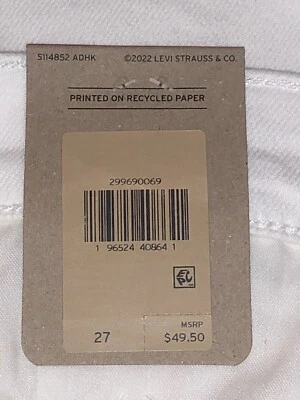 S114852 ADHK ©2022 LEVI STRAUSS & CO.
PRINTED ON RECYCLED PAPER
299690069
1 96524 40864 1
EPC
MSRP
27 $49.50